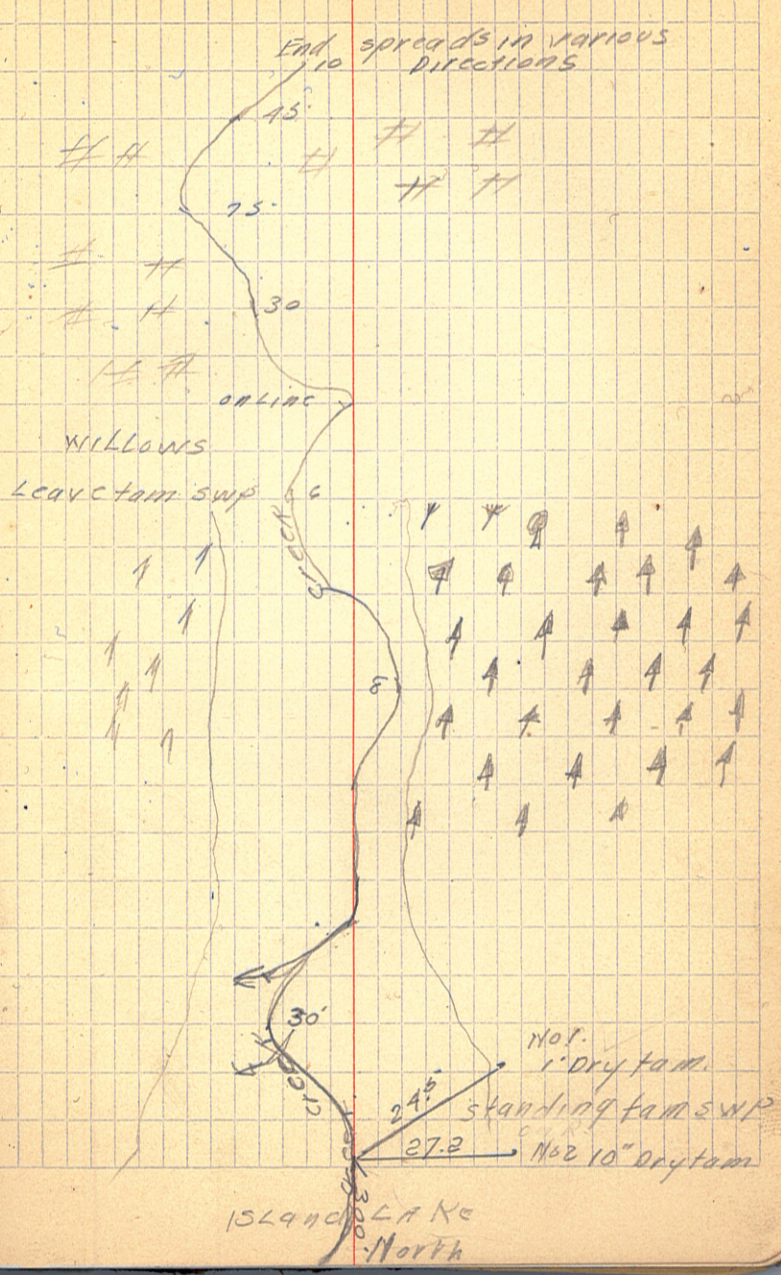 End spreads in various
10 Directions
45
75
30
on Line
WILLOWS
Leave tam swp
6
Creek
8
30
Creek
No 1.
1' Dry tam.
24.5
standing tam swp
27.2
No 2 10" Dry tam
300
ISland LAKE
North